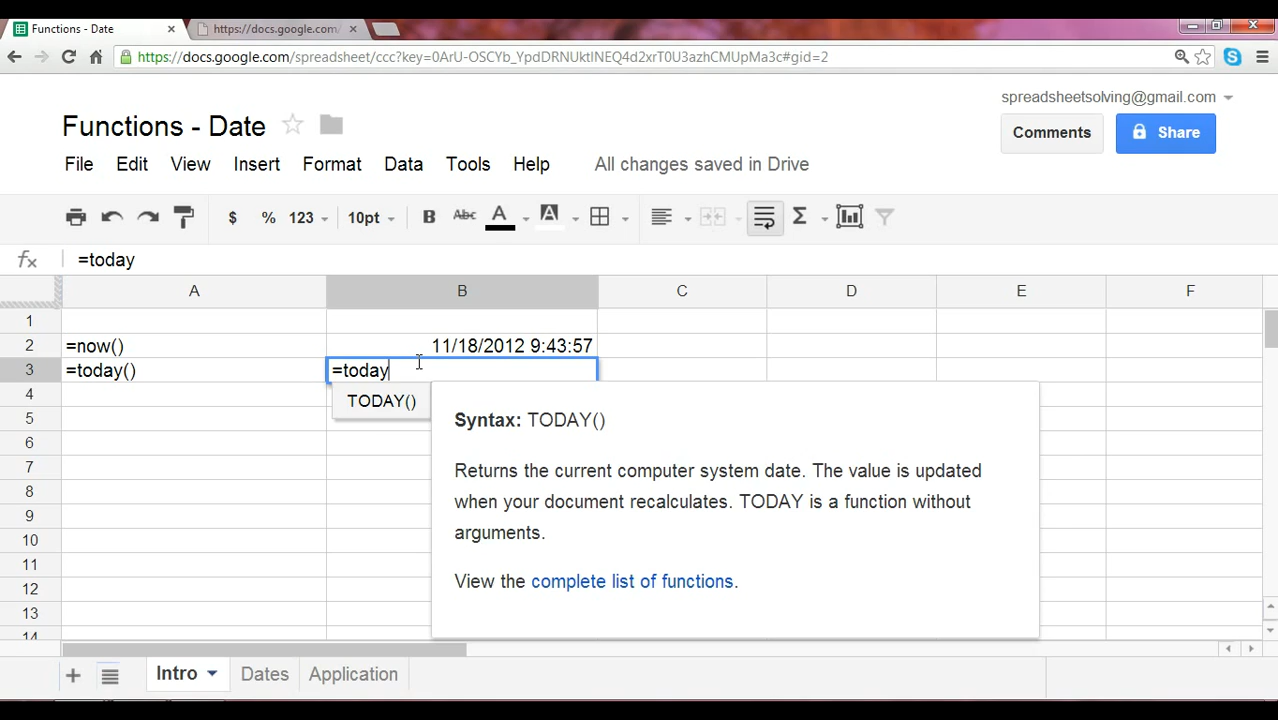 Functions - Date
https://docs.google.com/
https://docs.google.com/spreadsheet/ccc?key=0ArU-OSCYb_YpdDRNUktINEQ4d2xrT0U3azhCMUpMa3c#gid=2
spreadsheetsolving@gmail.com
Functions - Date
Comments
Share
File Edit View Insert Format Data Tools Help All changes saved in Drive
$ % 123 10pt B Abc A A Σ
fx =today
A B C D E F
1
2 =now() 11/18/2012 9:43:57
3 =today() =today
4 TODAY()
5 Syntax: TODAY()
6
7 Returns the current computer system date. The value is updated
8 when your document recalculates. TODAY is a function without
9 arguments.
10
11 View the complete list of functions.
12
13
14
Intro Dates Application